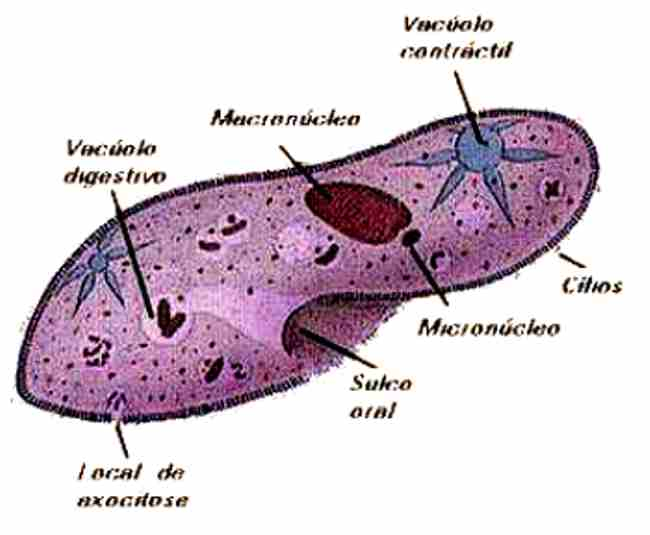 Vacúolo
contráctil
Macronúcleo
Vacúolo
digestivo
Cílios
Micronúcleo
Sulco
oral
Local de
exocitose